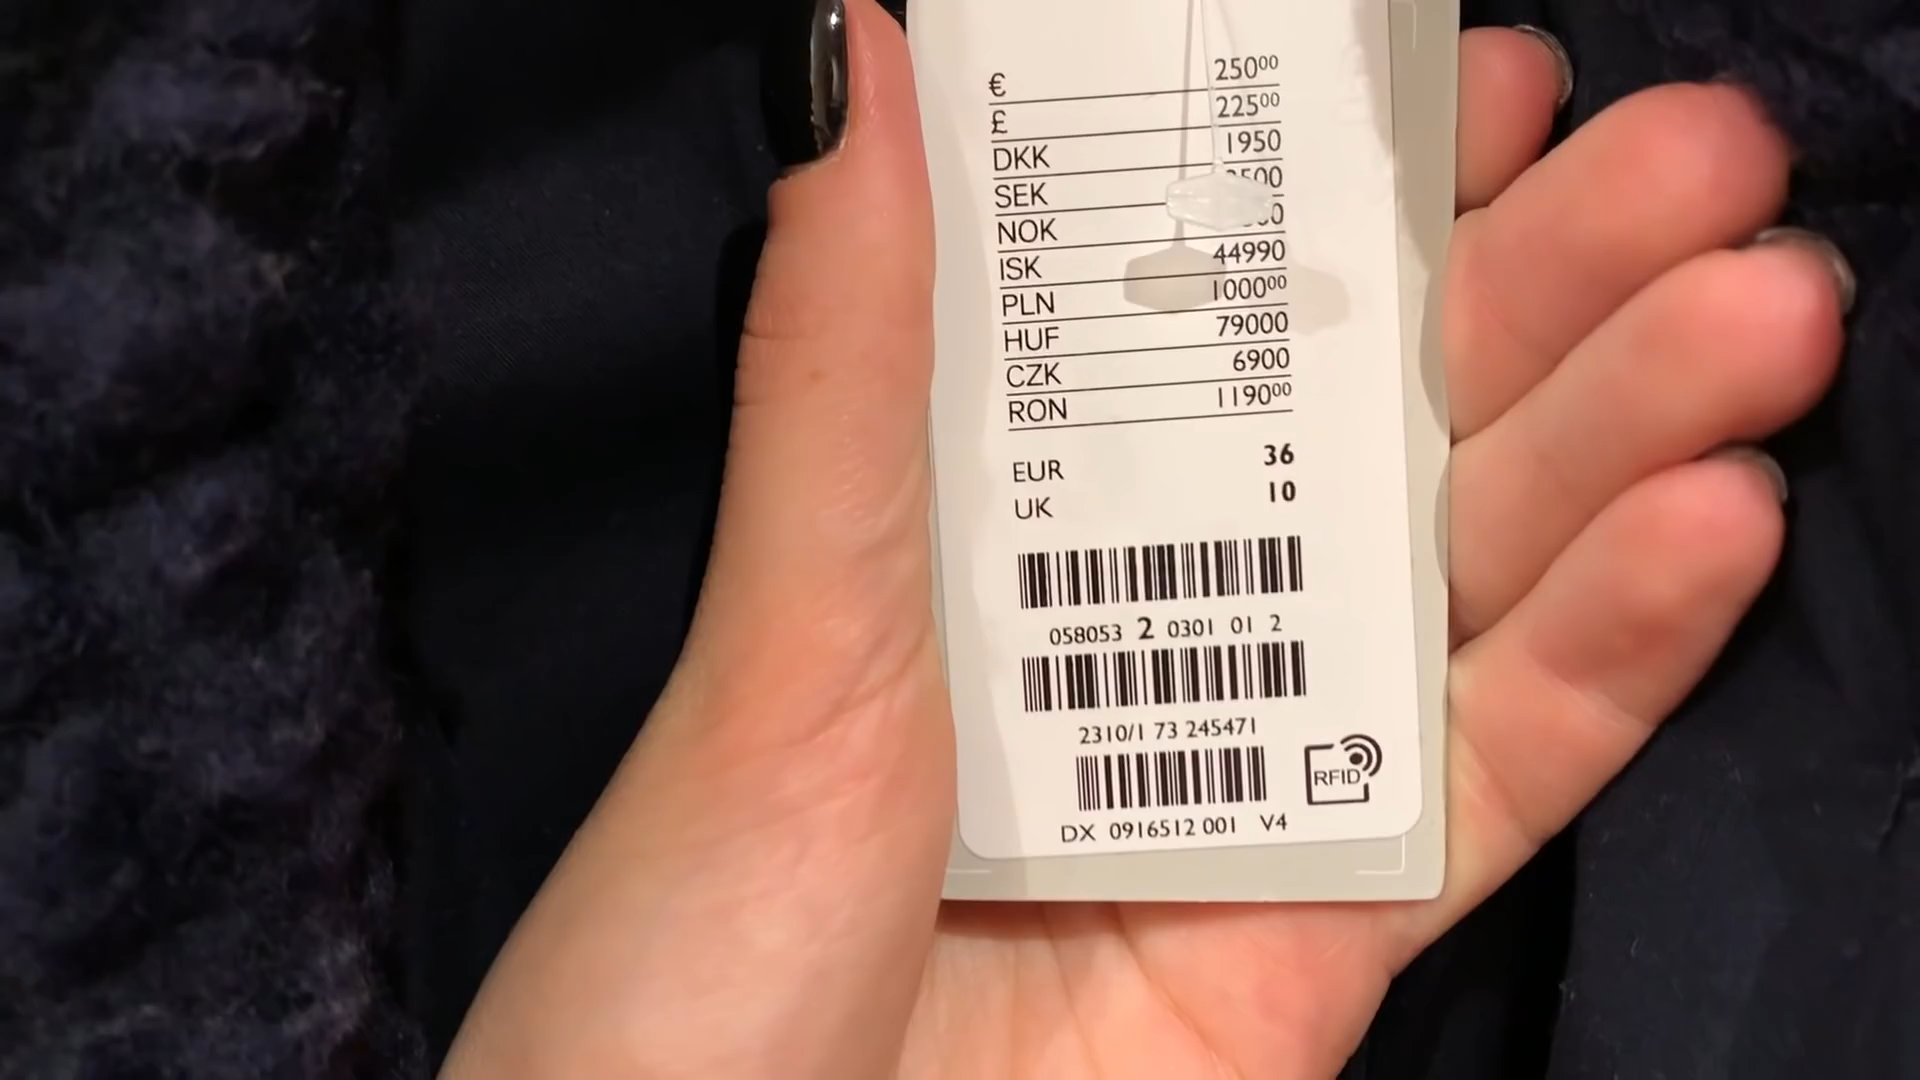 € 250⁰⁰
£ 225⁰⁰
DKK 1950
SEK
NOK
ISK 44990
PLN 1000⁰⁰
HUF 79000
CZK 6900
RON 1190⁰⁰
EUR 36
UK 10
058053 2 0301 01 2
2310/1 73 245471
RFID
DX 0916512 001 V4